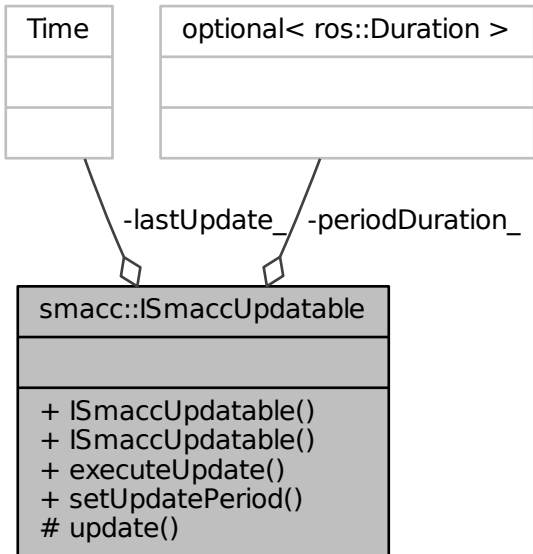 Time
optional< ros::Duration >
-lastUpdate_
-periodDuration_
smacc::ISmaccUpdatable
+ ISmaccUpdatable()
+ ISmaccUpdatable()
+ executeUpdate()
+ setUpdatePeriod()
# update()